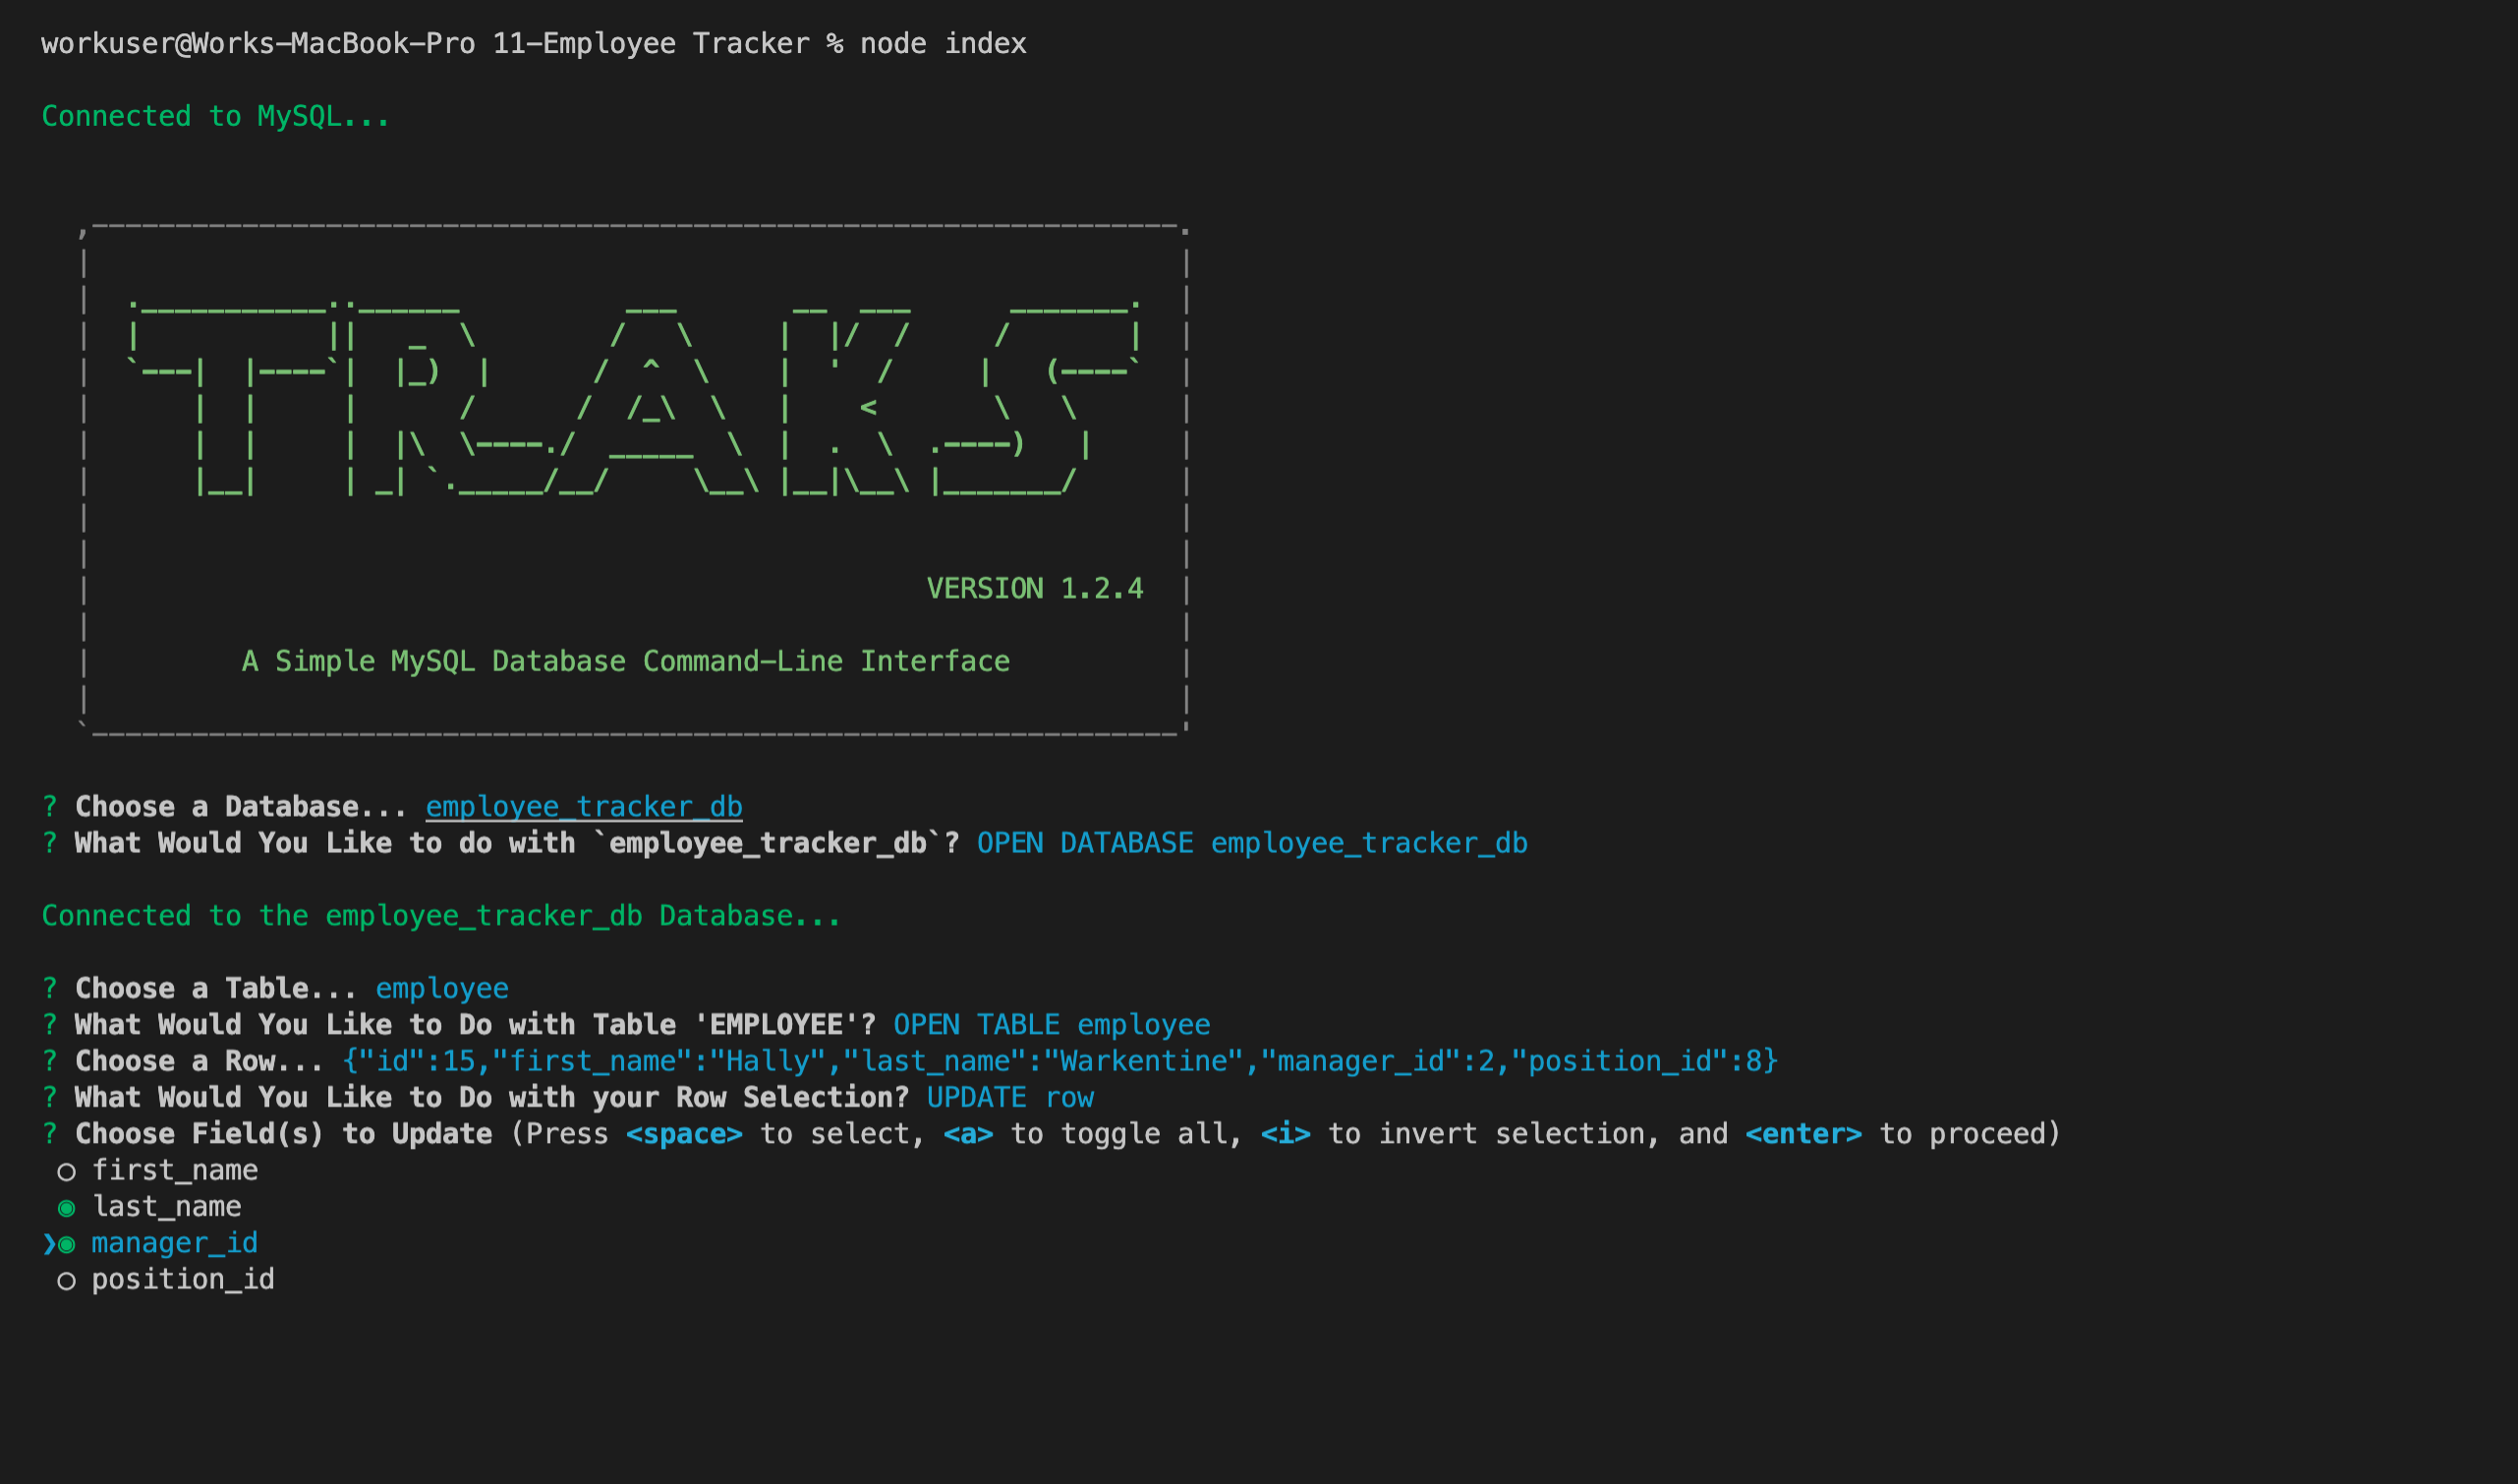 workuser@Works-MacBook-Pro 11-Employee Tracker % node index
Connected to MySQL...
TRAKS
VERSION 1.2.4
A Simple MySQL Database Command-Line Interface
? Choose a Database... employee_tracker_db
? What Would You Like to do with `employee_tracker_db`? OPEN DATABASE employee_tracker_db
Connected to the employee_tracker_db Database...
? Choose a Table... employee
? What Would You Like to Do with Table 'EMPLOYEE'? OPEN TABLE employee
? Choose a Row... {"id":15,"first_name":"Hally","last_name":"Warkentine","manager_id":2,"position_id":8}
? What Would You Like to Do with your Row Selection? UPDATE row
? Choose Field(s) to Update (Press <space> to select, <a> to toggle all, <i> to invert selection, and <enter> to proceed)
◯ first_name
◉ last_name
❯◉ manager_id
◯ position_id